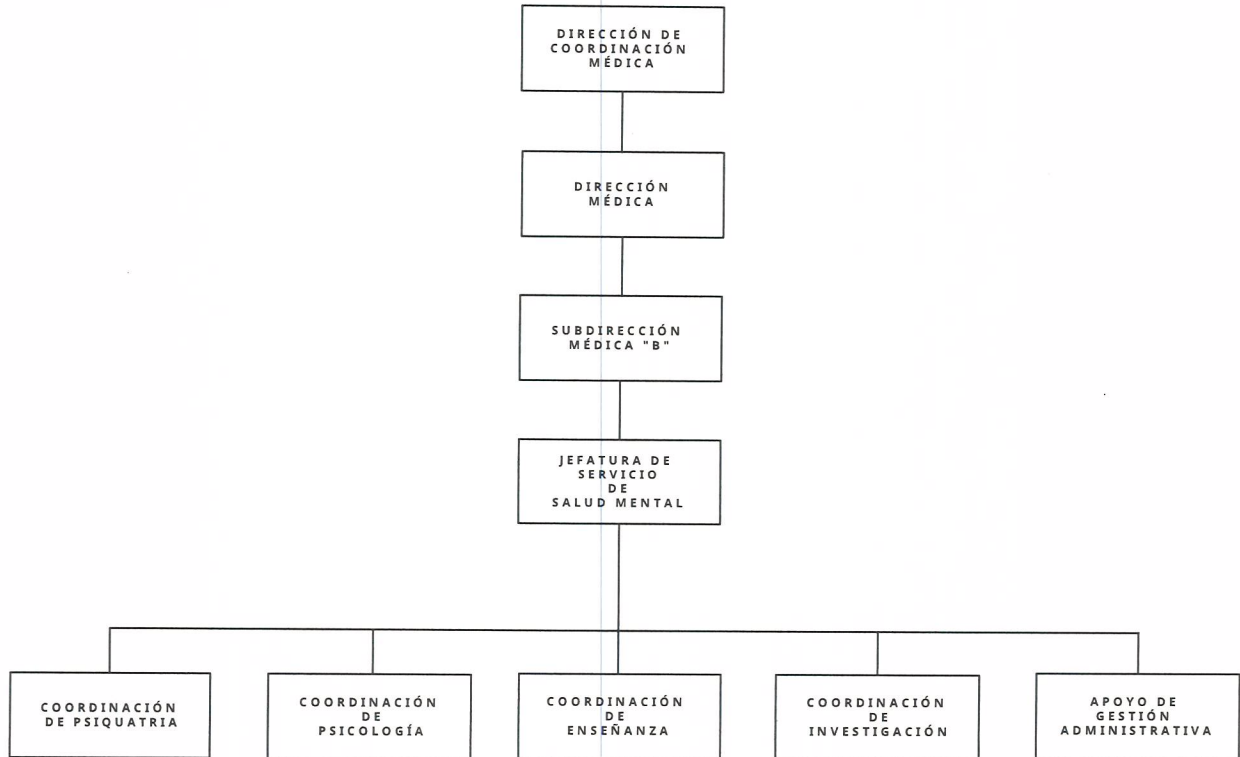 DIRECCIÓN DE
COORDINACIÓN
MÉDICA
DIRECCIÓN
MÉDICA
SUBDIRECCIÓN
MÉDICA "B"
JEFATURA DE
SERVICIO
DE
SALUD MENTAL
COORDINACIÓN
DE PSIQUATRIA
COORDINACIÓN
DE
PSICOLOGÍA
COORDINACIÓN
DE
ENSEÑANZA
COORDINACIÓN
DE
INVESTIGACIÓN
APOYO DE
GESTIÓN
ADMINISTRATIVA